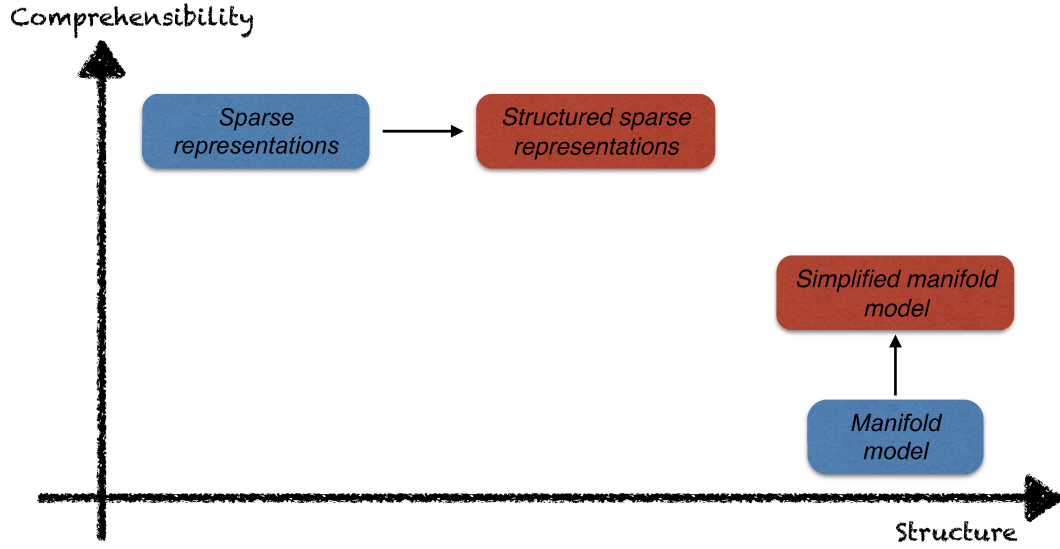 Comprehensibility
Sparse
representations
Structured sparse
representations
Simplified manifold
model
Manifold
model
Structure